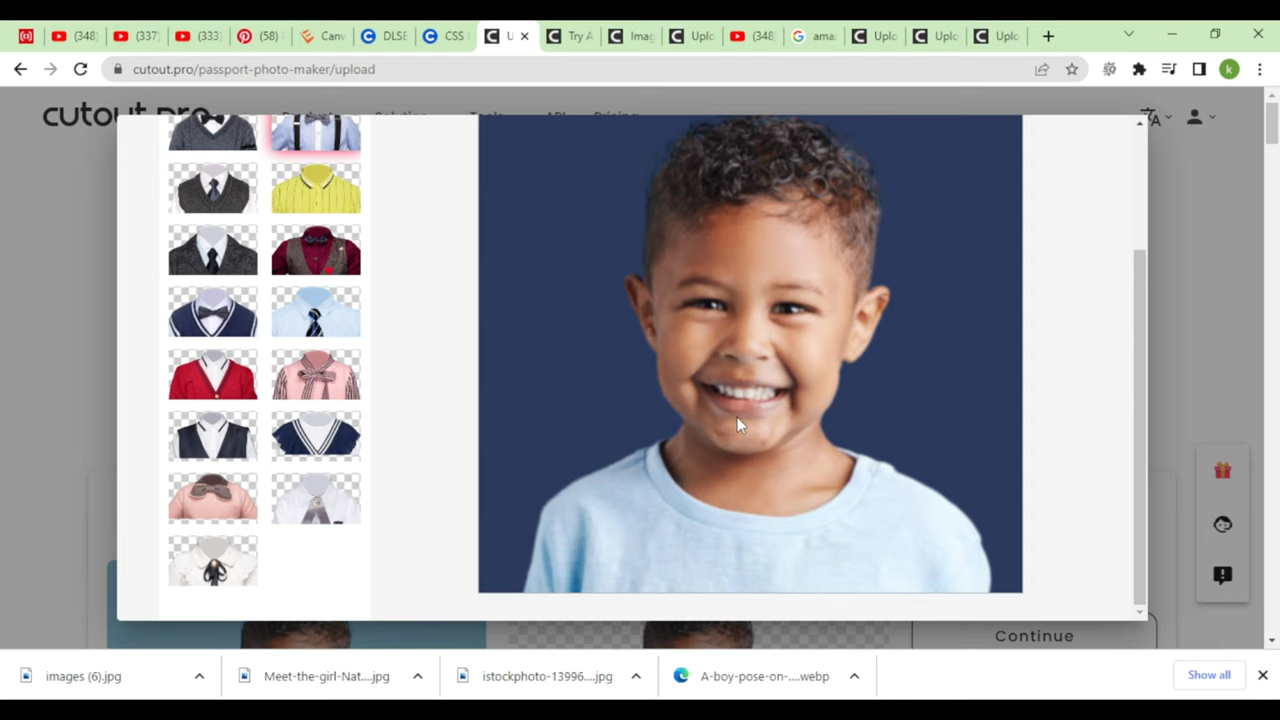 (348)
(337)
(333)
(58)
Canv
DLSE
CSS
U
Try A
Imag
Uplo
(348)
ama
Uplo
Uplo
Uplo
cutout.pro/passport-photo-maker/upload
k
cutout.pro
API
Pricing
Continue
images (6).jpg
Meet-the-girl-Nat....jpg
istockphoto-13996....jpg
A-boy-pose-on-....webp
Show all